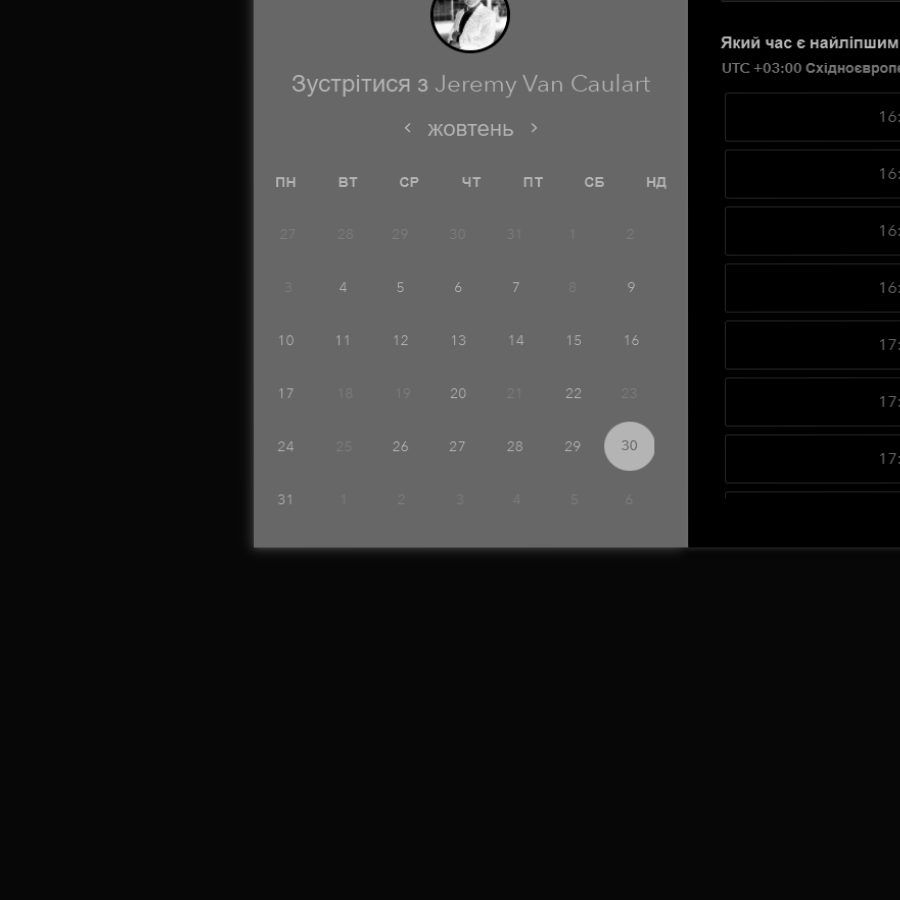 Зустрітися з Jeremy Van Caulart
< жовтень >
ПН ВТ СР ЧТ ПТ СБ НД
27 28 29 30 31 1 2
3 4 5 6 7 8 9
10 11 12 13 14 15 16
17 18 19 20 21 22 23
24 25 26 27 28 29 30
31 1 2 3 4 5 6
Який час є найліпшим
UTC +03:00 Східноєвропе
16:
16:
16:
16:
17:
17:
17: